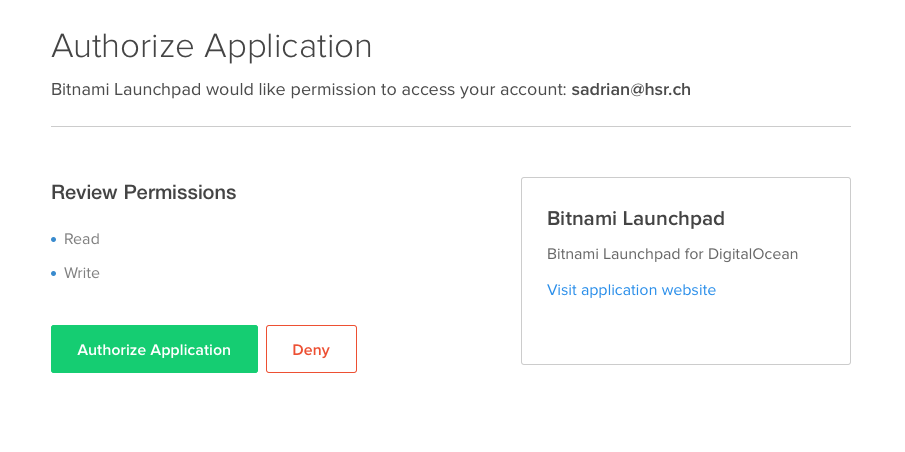 Authorize Application
Bitnami Launchpad would like permission to access your account: sadrian@hsr.ch
Review Permissions
Read
Write
Authorize Application
Deny
Bitnami Launchpad
Bitnami Launchpad for DigitalOcean
Visit application website